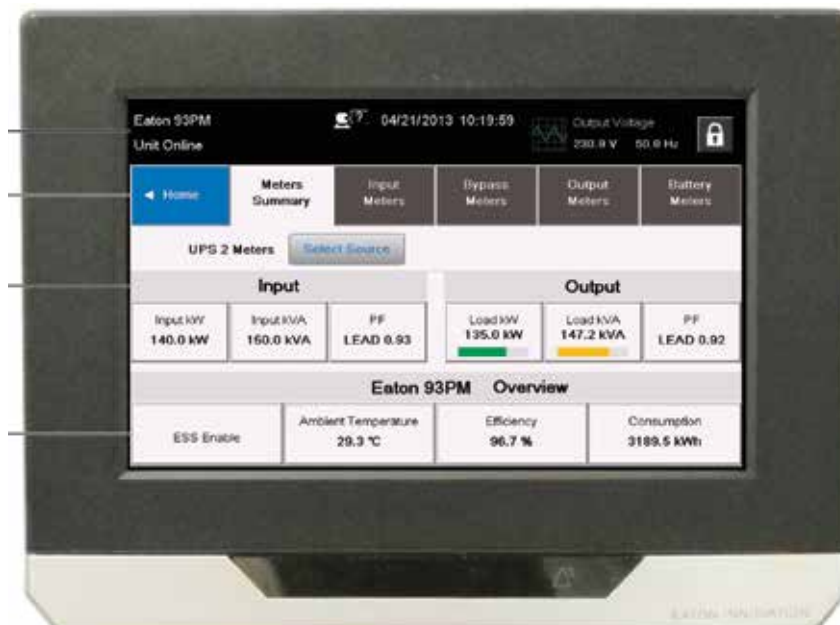 Eaton 93PM
04/21/2013 10:19:59
Output Voltage
Unit Online
230.9 V 50.0 Hz
◄ Home
Meters
Summary
Input
Meters
Bypass
Meters
Output
Meters
Battery
Meters
UPS 2 Meters
Select Source
Input
Output
Input kW
140.0 kW
Input kVA
150.0 kVA
PF
LEAD 0.93
Load kW
135.0 kW
Load kVA
147.2 kVA
PF
LEAD 0.92
Eaton 93PM Overview
ESS Enable
Ambient Temperature
29.3 °C
Efficiency
96.7 %
Consumption
3189.5 kWh